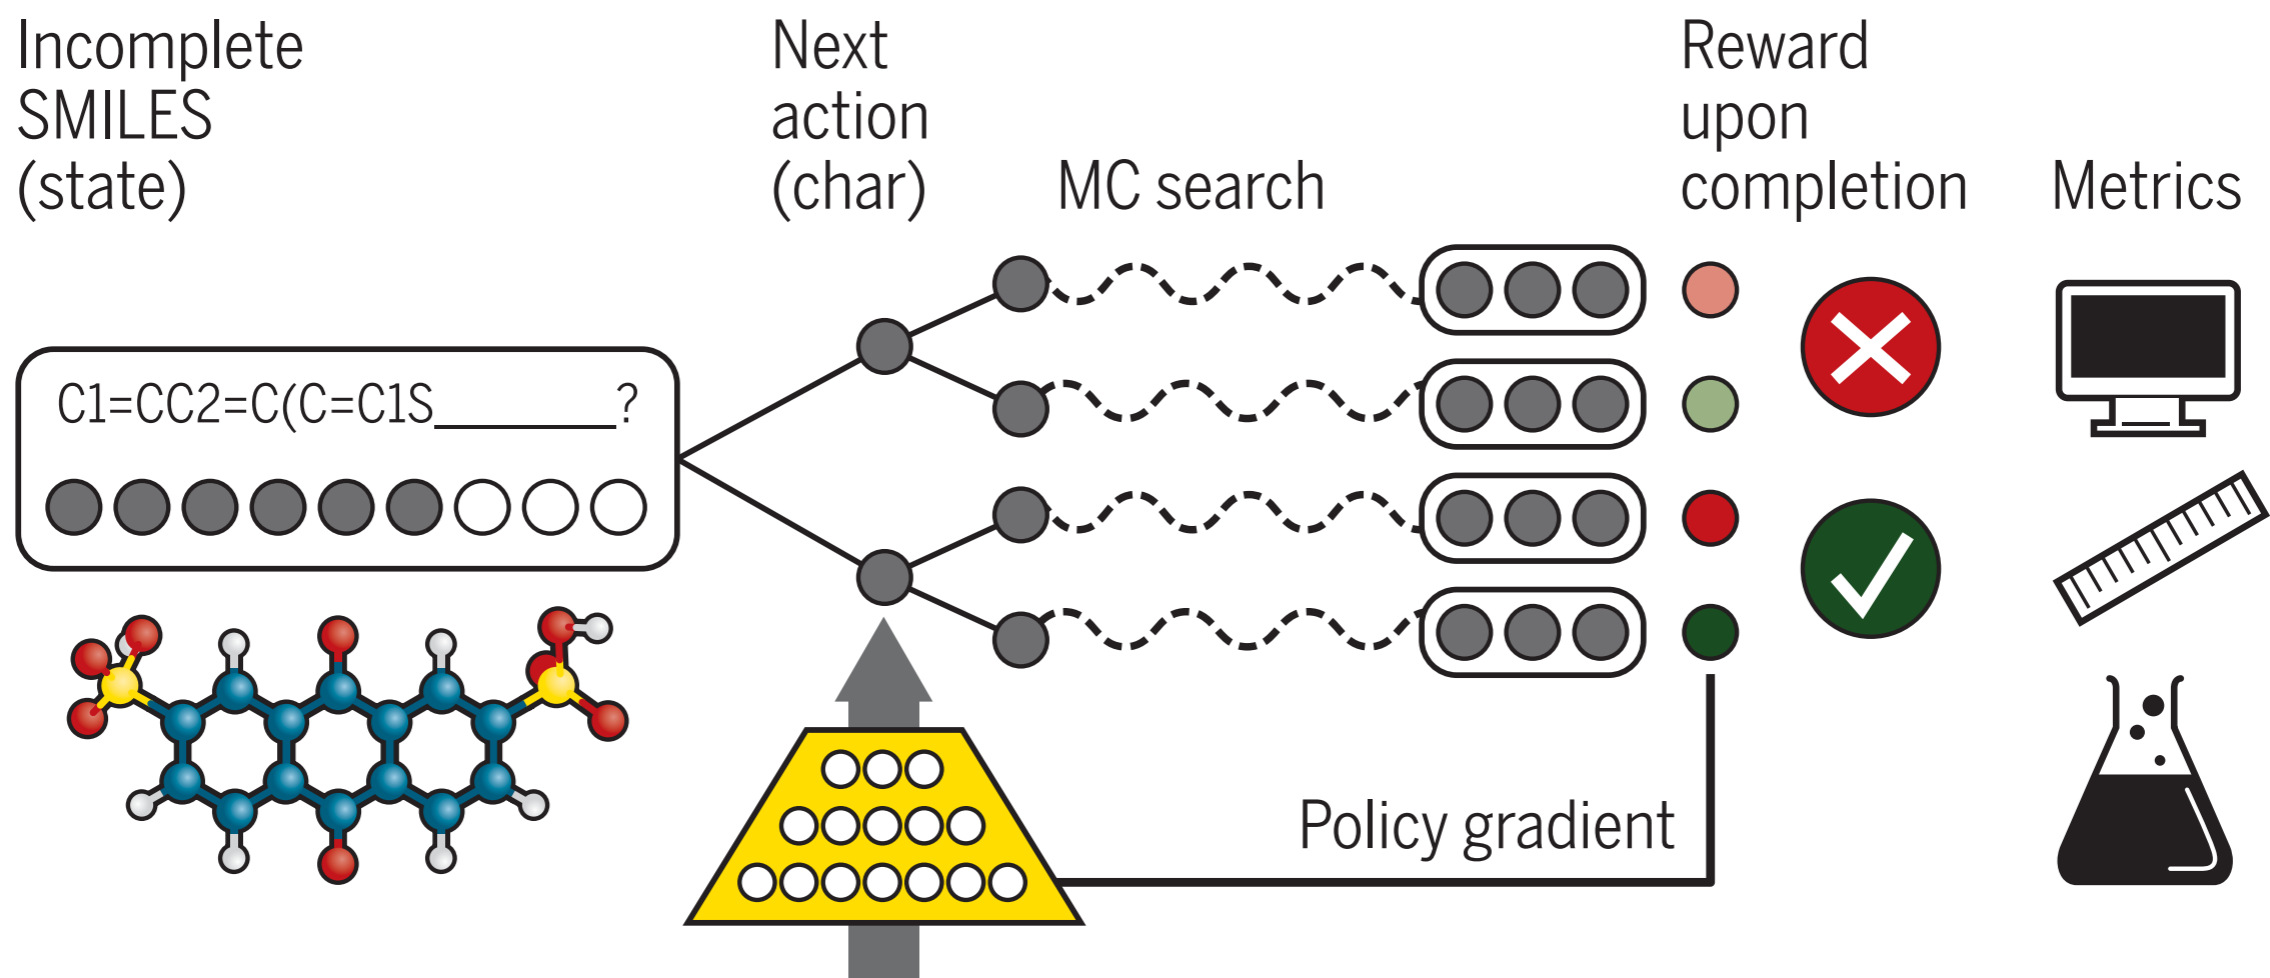 Incomplete
SMILES
(state)
Next
action
(char)
MC search
Reward
upon
completion
Metrics
C1=CC2=C(C=C1S________?
Policy gradient